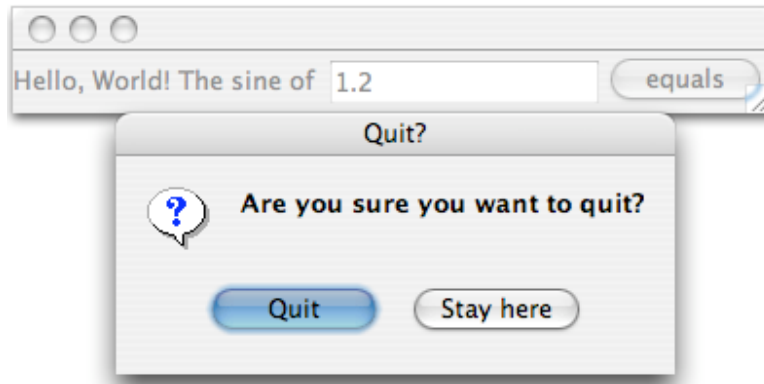 Hello, World! The sine of 1.2 equals
Quit?
? Are you sure you want to quit?
Quit Stay here